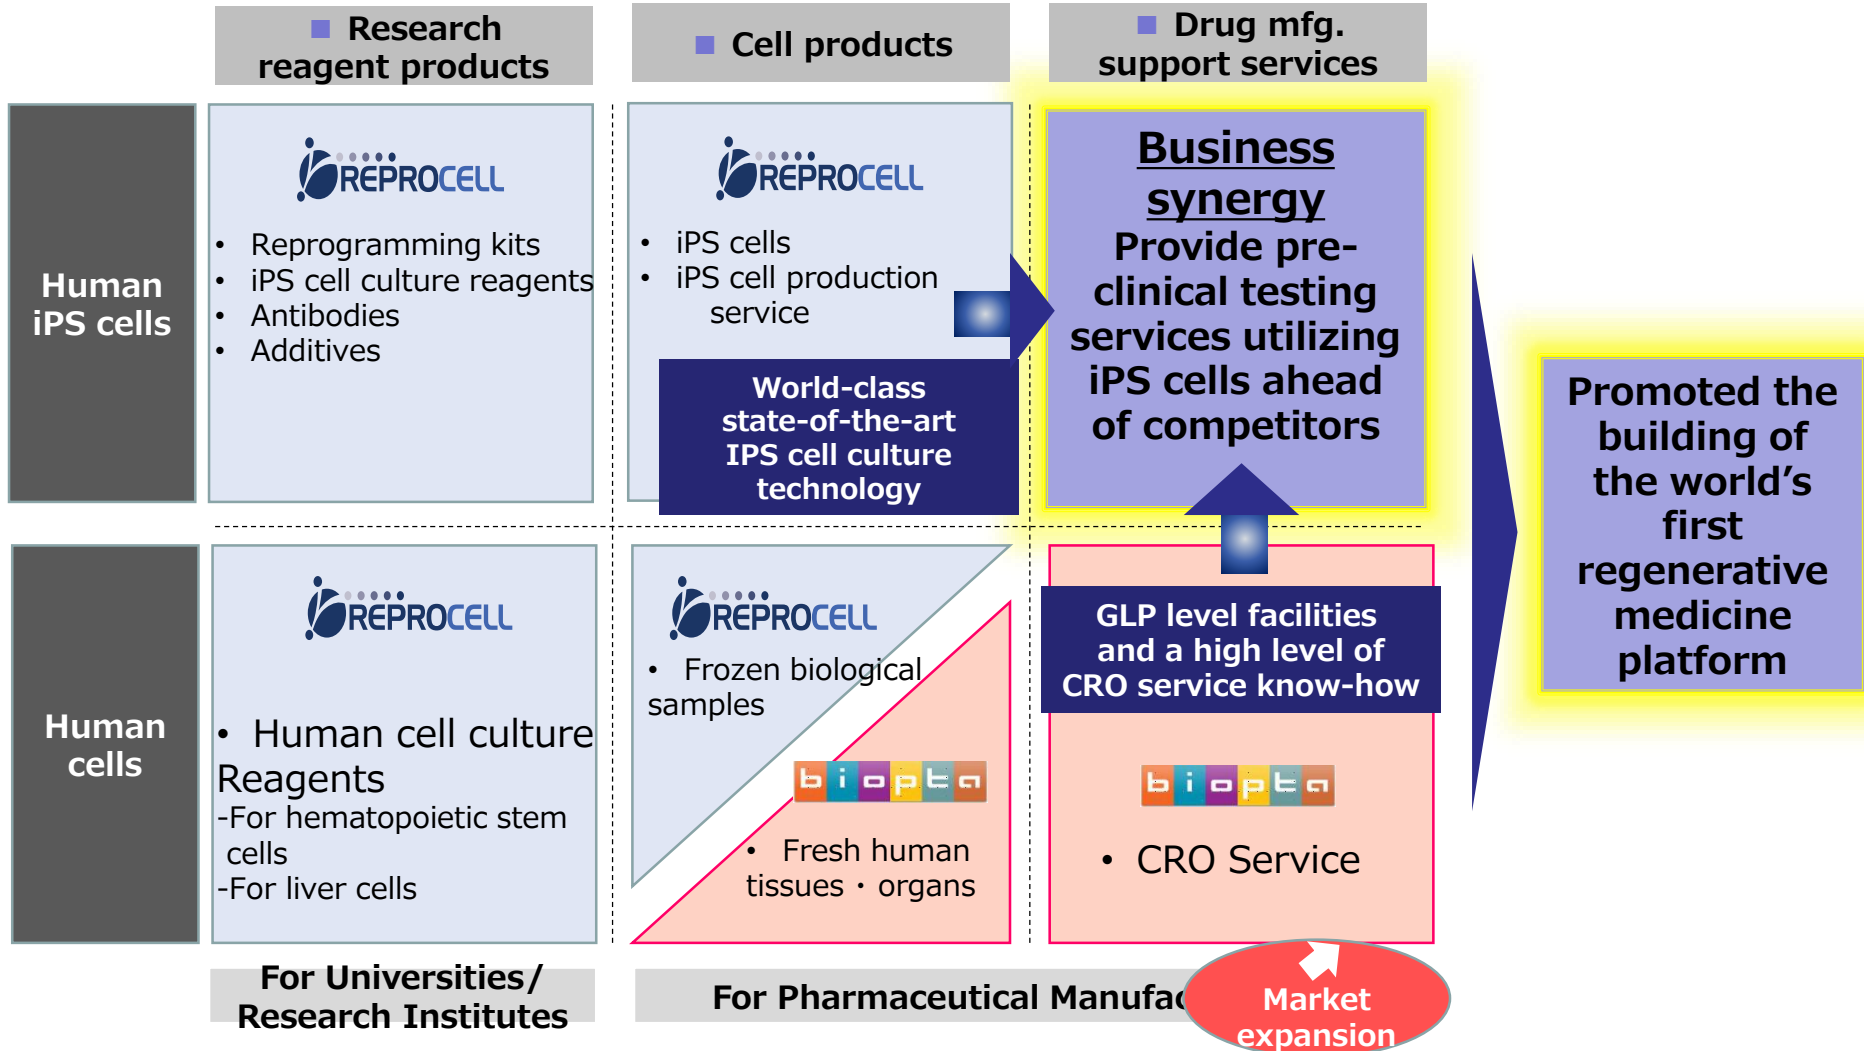 ■ Research
reagent products
■ Cell products
■ Drug mfg.
support services
Human
iPS cells
REPROCELL
• Reprogramming kits
• iPS cell culture reagents
• Antibodies
• Additives
REPROCELL
• iPS cells
• iPS cell production
service
World-class
state-of-the-art
IPS cell culture
technology
Business
synergy
Provide pre-
clinical testing
services utilizing
iPS cells ahead
of competitors
Promoted the
building of
the world’s
first
regenerative
medicine
platform
Human
cells
REPROCELL
• Human cell culture
Reagents
-For hematopoietic stem
cells
-For liver cells
REPROCELL
• Frozen biological
samples
biopta
• Fresh human
tissues・organs
GLP level facilities
and a high level of
CRO service know-how
biopta
• CRO Service
For Universities/
Research Institutes
For Pharmaceutical
Market
expansion